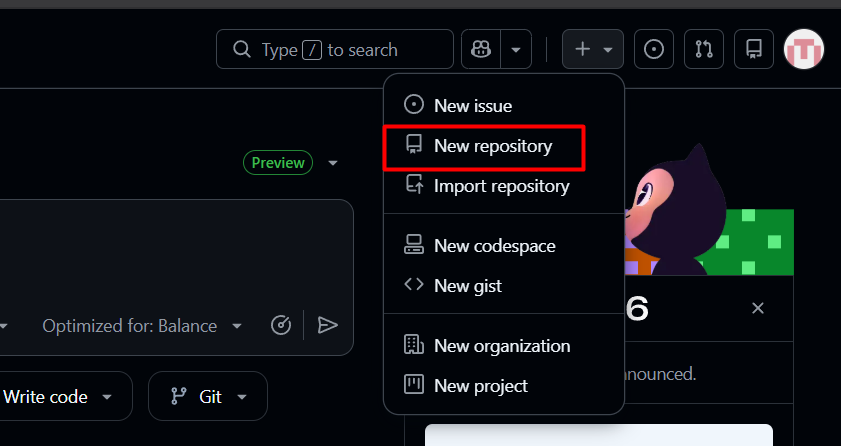 Type / to search
New issue
New repository
Import repository
New codespace
New gist
New organization
New project
Preview
Optimized for: Balance
Write code
Git
6
nounced.